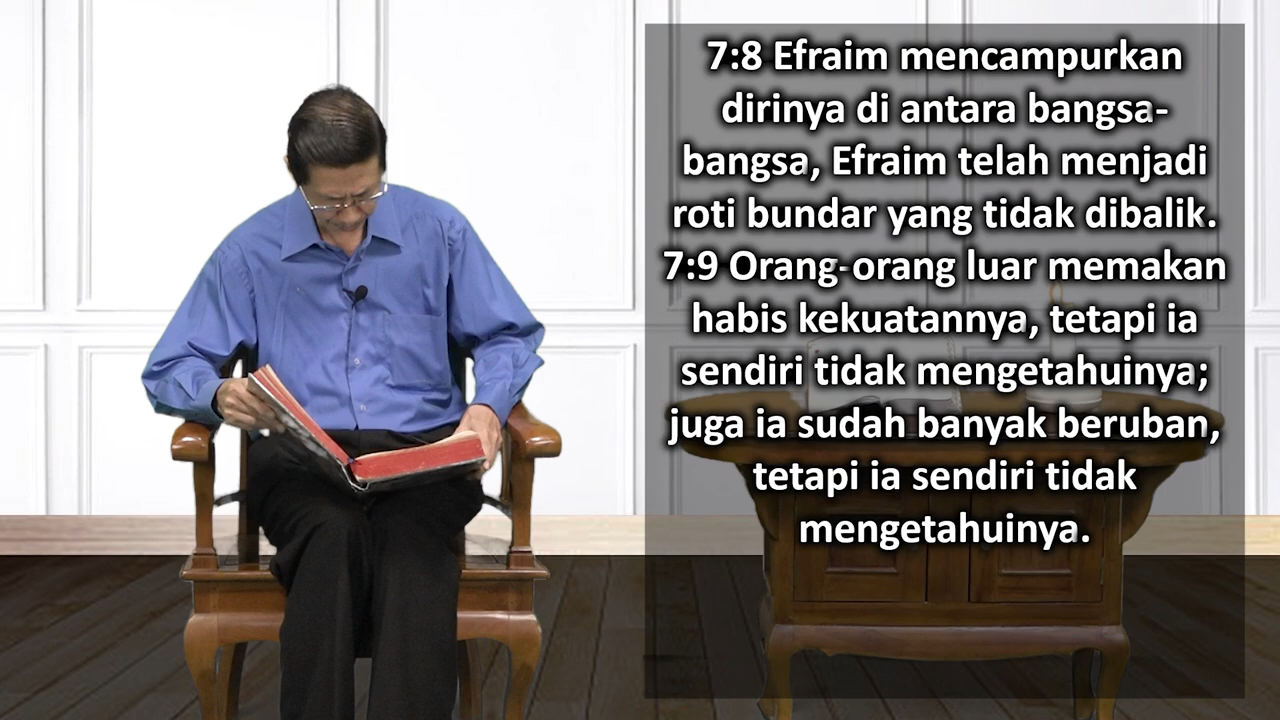 7:8 Efraim mencampurkan
dirinya di antara bangsa-
bangsa, Efraim telah menjadi
roti bundar yang tidak dibalik.
7:9 Orang-orang luar memakan
habis kekuatannya, tetapi ia
sendiri tidak mengetahuinya;
juga ia sudah banyak beruban,
tetapi ia sendiri tidak
mengetahuinya.